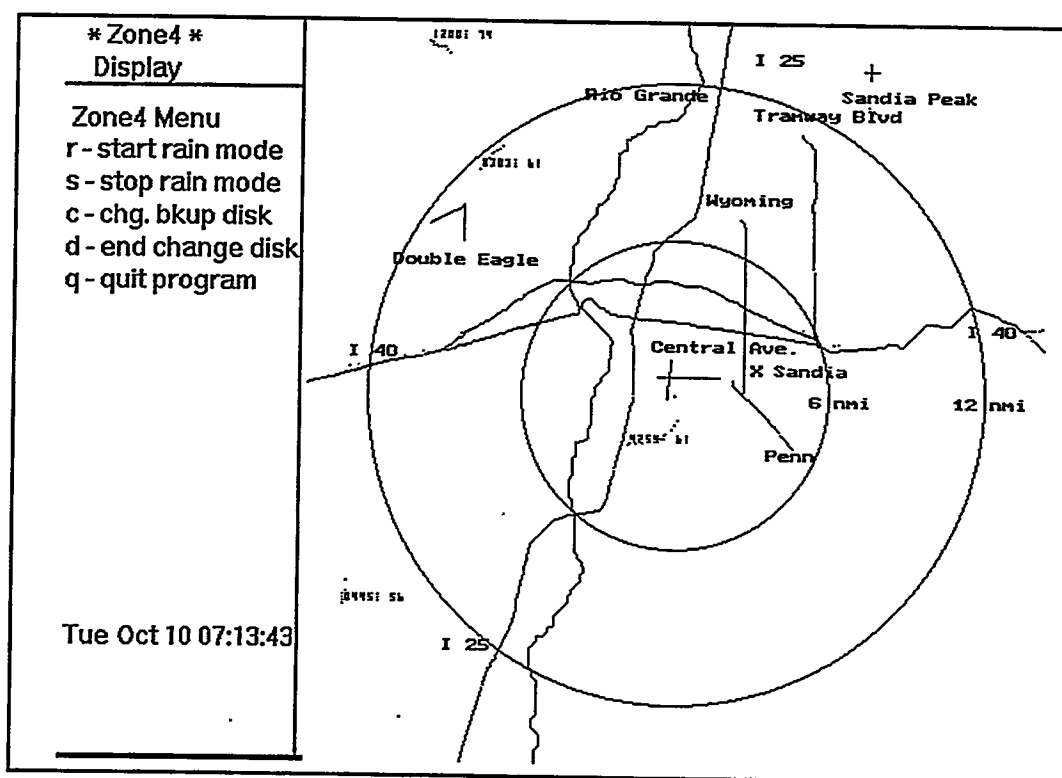 * Zone4 *
Display
Zone4 Menu
r - start rain mode
s - stop rain mode
c - chg. bkup disk
d - end change disk
q - quit program
Tue Oct 10 07:13:43
I 25
Sandia Peak
Rio Grande
Tramway Blvd
Wyoming
Double Eagle
I 40
I 40
Central Ave.
X Sandia
6 nmi
12 nmi
Penn
I 25